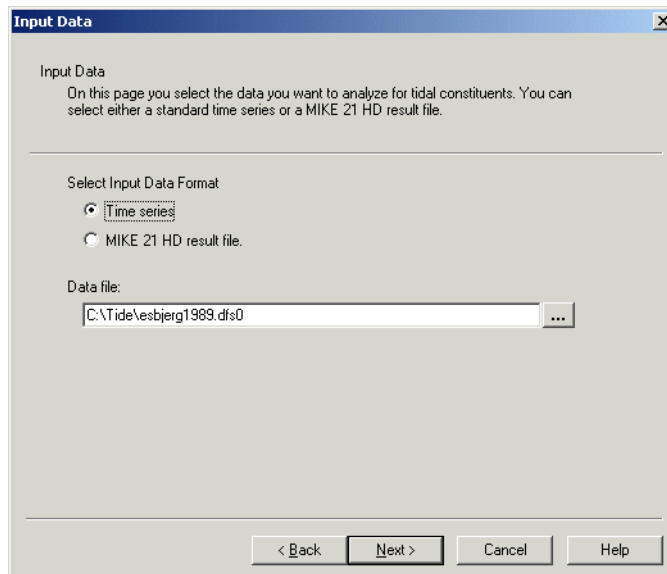 Input Data
Input Data
On this page you select the data you want to analyze for tidal constituents. You can
select either a standard time series or a MIKE 21 HD result file.
Select Input Data Format
Time series
MIKE 21 HD result file.
Data file:
C:\Tide\esbjerg1989.dfs0
...
< Back Next > Cancel Help